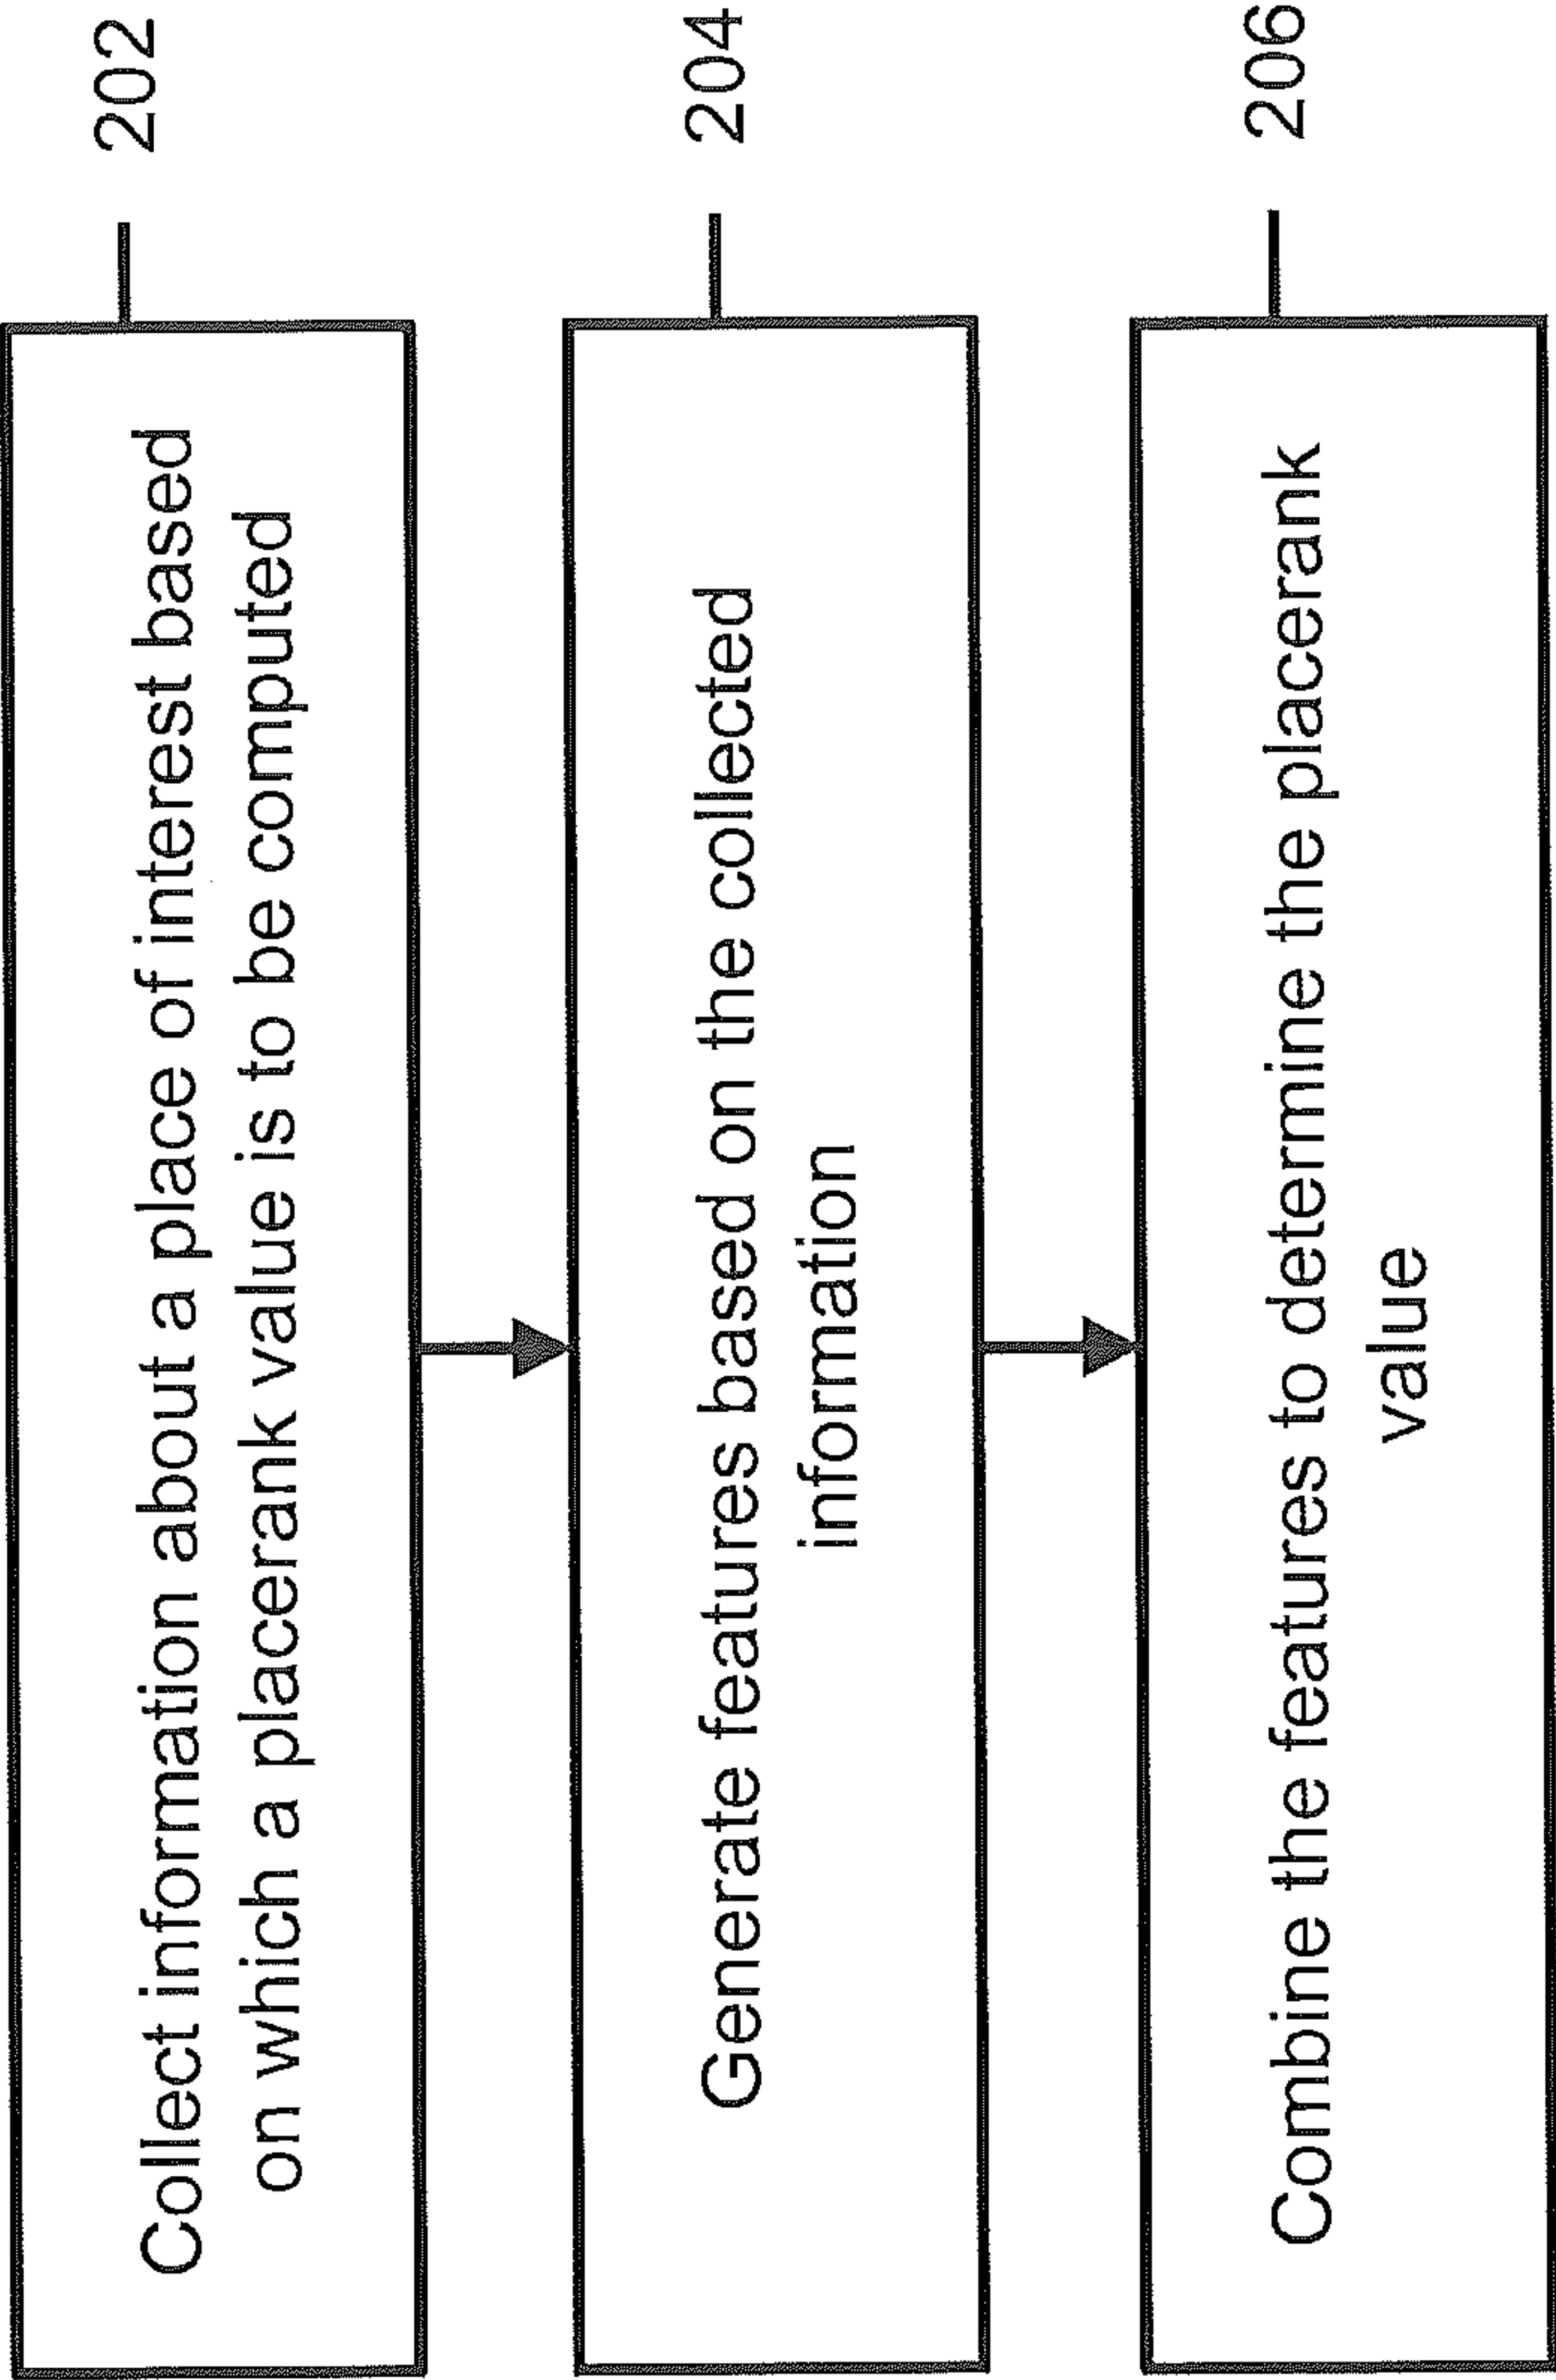 Collect information about a place of interest based
on which a placerank value is to be computed
202
Generate features based on the collected
information
204
Combine the features to determine the placerank
value
206